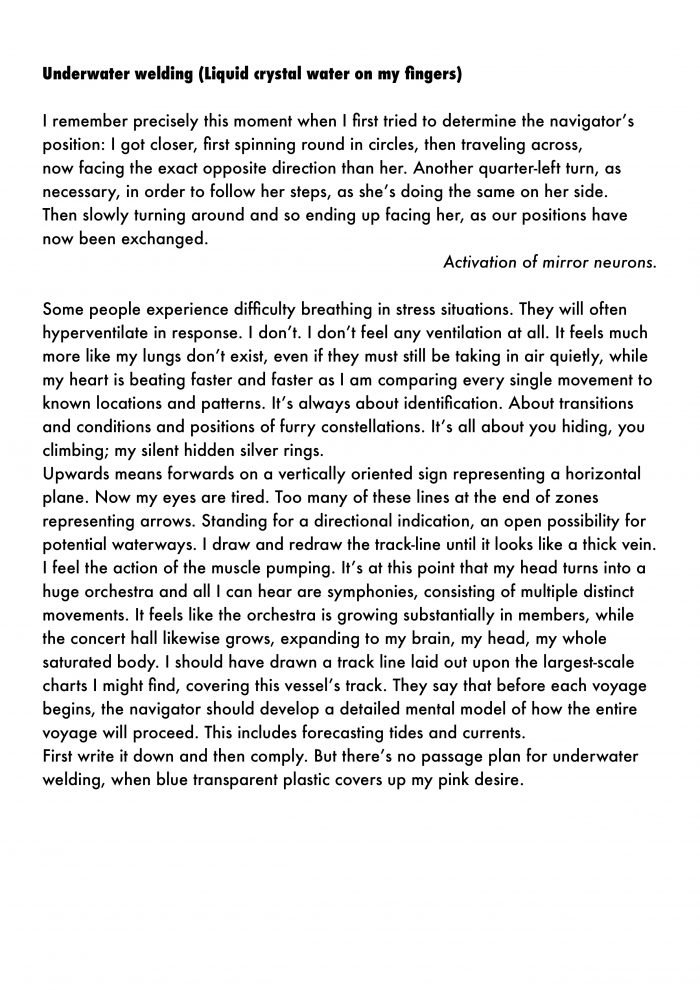 Underwater welding (Liquid crystal water on my fingers)
I remember precisely this moment when I first tried to determine the navigator's
position: I got closer, first spinning round in circles, then traveling across,
now facing the exact opposite direction than her. Another quarter-left turn, as
necessary, in order to follow her steps, as she's doing the same on her side.
Then slowly turning around and so ending up facing her, as our positions have
now been exchanged.
Activation of mirror neurons.
Some people experience difficulty breathing in stress situations. They will often
hyperventilate in response. I don't. I don't feel any ventilation at all. It feels much
more like my lungs don't exist, even if they must still be taking in air quietly, while
my heart is beating faster and faster as I am comparing every single movement to
known locations and patterns. It's always about identification. About transitions
and conditions and positions of furry constellations. It's all about you hiding, you
climbing; my silent hidden silver rings.
Upwards means forwards on a vertically oriented sign representing a horizontal
plane. Now my eyes are tired. Too many of these lines at the end of zones
representing arrows. Standing for a directional indication, an open possibility for
potential waterways. I draw and redraw the track-line until it looks like a thick vein.
I feel the action of the muscle pumping. It's at this point that my head turns into a
huge orchestra and all I can hear are symphonies, consisting of multiple distinct
movements. It feels like the orchestra is growing substantially in members, while
the concert hall likewise grows, expanding to my brain, my head, my whole
saturated body. I should have drawn a track line laid out upon the largest-scale
charts I might find, covering this vessel's track. They say that before each voyage
begins, the navigator should develop a detailed mental model of how the entire
voyage will proceed. This includes forecasting tides and currents.
First write it down and then comply. But there's no passage plan for underwater
welding, when blue transparent plastic covers up my pink desire.